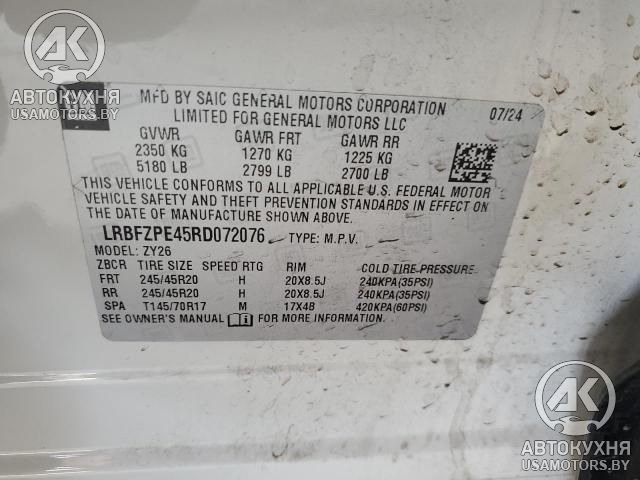 АК
АВТОКУХНЯ
USAMOTORS.BY
GM
MFD BY SAIC GENERAL MOTORS CORPORATION
LIMITED FOR GENERAL MOTORS LLC
07/24
GVWR GAWR FRT GAWR RR
2350 KG 1270 KG 1225 KG
5180 LB 2799 LB 2700 LB
THIS VEHICLE CONFORMS TO ALL APPLICABLE U.S. FEDERAL MOTOR
VEHICLE SAFETY AND THEFT PREVENTION STANDARDS IN EFFECT ON
THE DATE OF MANUFACTURE SHOWN ABOVE.
LRBFZPE45RD072076 TYPE: M.P.V.
MODEL: ZY26
ZBCR TIRE SIZE SPEED RTG RIM COLD TIRE PRESSURE
FRT 245/45R20 H 20X8.5J 240KPA(35PSI)
RR 245/45R20 H 20X8.5J 240KPA(35PSI)
SPA T145/70R17 M 17X4B 420KPA(60PSI)
SEE OWNER'S MANUAL FOR MORE INFORMATION.
АК
АВТОКУХНЯ
USAMOTORS.BY